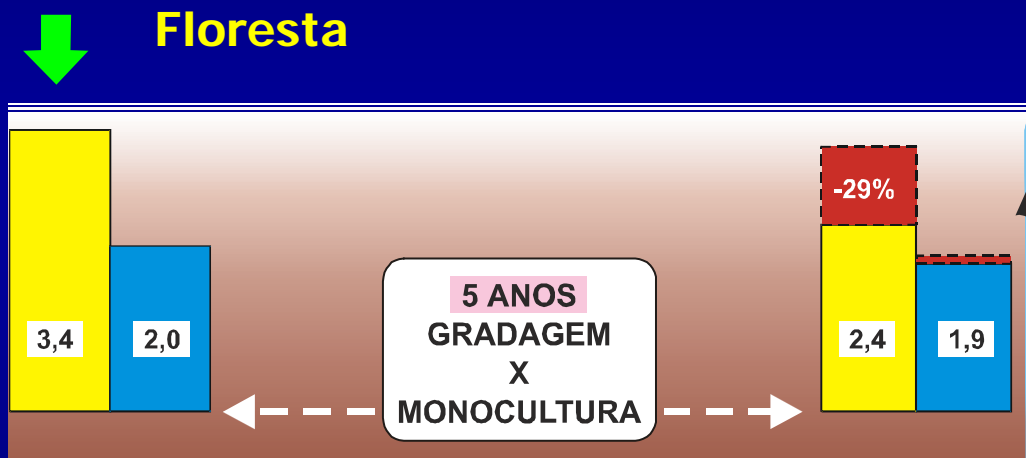 Floresta
-29%
5 ANOS
GRADAGEM
X
MONOCULTURA
3,4
2,0
2,4
1,9